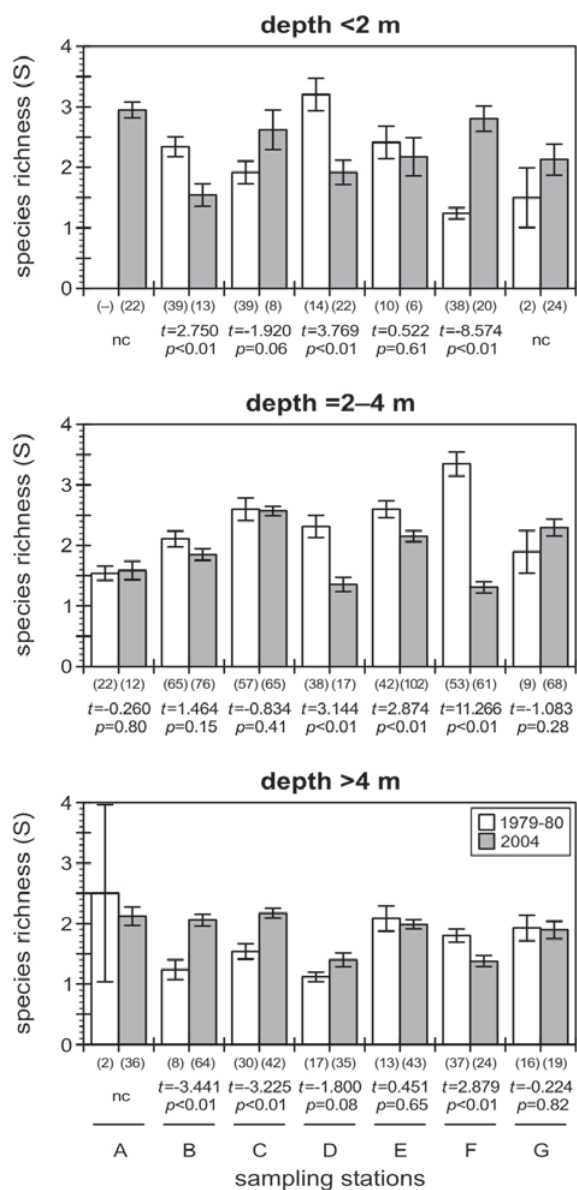 depth <2 m
species richness (S)
4
3
2
1
0
(–) (22) (39) (13) (39) (8) (14) (22) (10) (6) (38) (20) (2) (24)
nc t=2.750 t=-1.920 t=3.769 t=0.522 t=-8.574 nc
p<0.01 p=0.06 p<0.01 p=0.61 p<0.01
depth =2–4 m
species richness (S)
4
3
2
1
0
(22) (12) (65) (76) (57) (65) (38) (17) (42) (102) (53) (61) (9) (68)
t=-0.260 t=1.464 t=-0.834 t=3.144 t=2.874 t=11.266 t=-1.083
p=0.80 p=0.15 p=0.41 p<0.01 p<0.01 p<0.01 p=0.28
depth >4 m
species richness (S)
4
3
2
1
0
1979-80
2004
(2) (36) (8) (64) (30) (42) (17) (35) (13) (43) (37) (24) (16) (19)
nc t=-3.441 t=-3.225 t=-1.800 t=0.451 t=2.879 t=-0.224
p<0.01 p<0.01 p=0.08 p=0.65 p<0.01 p=0.82
A B C D E F G
sampling stations